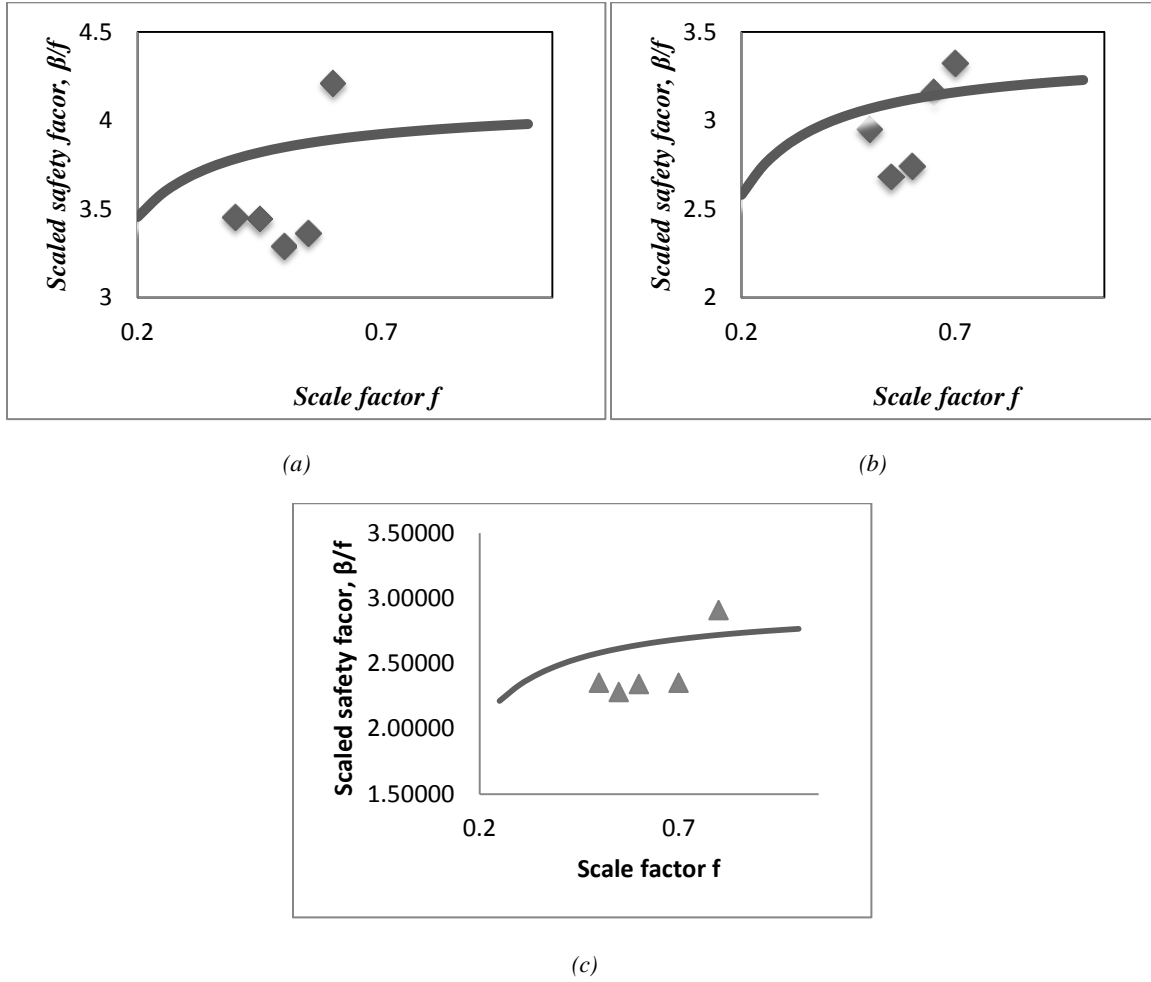 Scaled safety facor, β/f
4.5
4
3.5
3
0.2
0.7
Scale factor f
(a)
Scaled safety facor, β/f
3.5
3
2.5
2
0.2
0.7
Scale factor f
(b)
Scaled safety facor, β/f
3.50000
3.00000
2.50000
2.00000
1.50000
0.2
0.7
Scale factor f
(c)